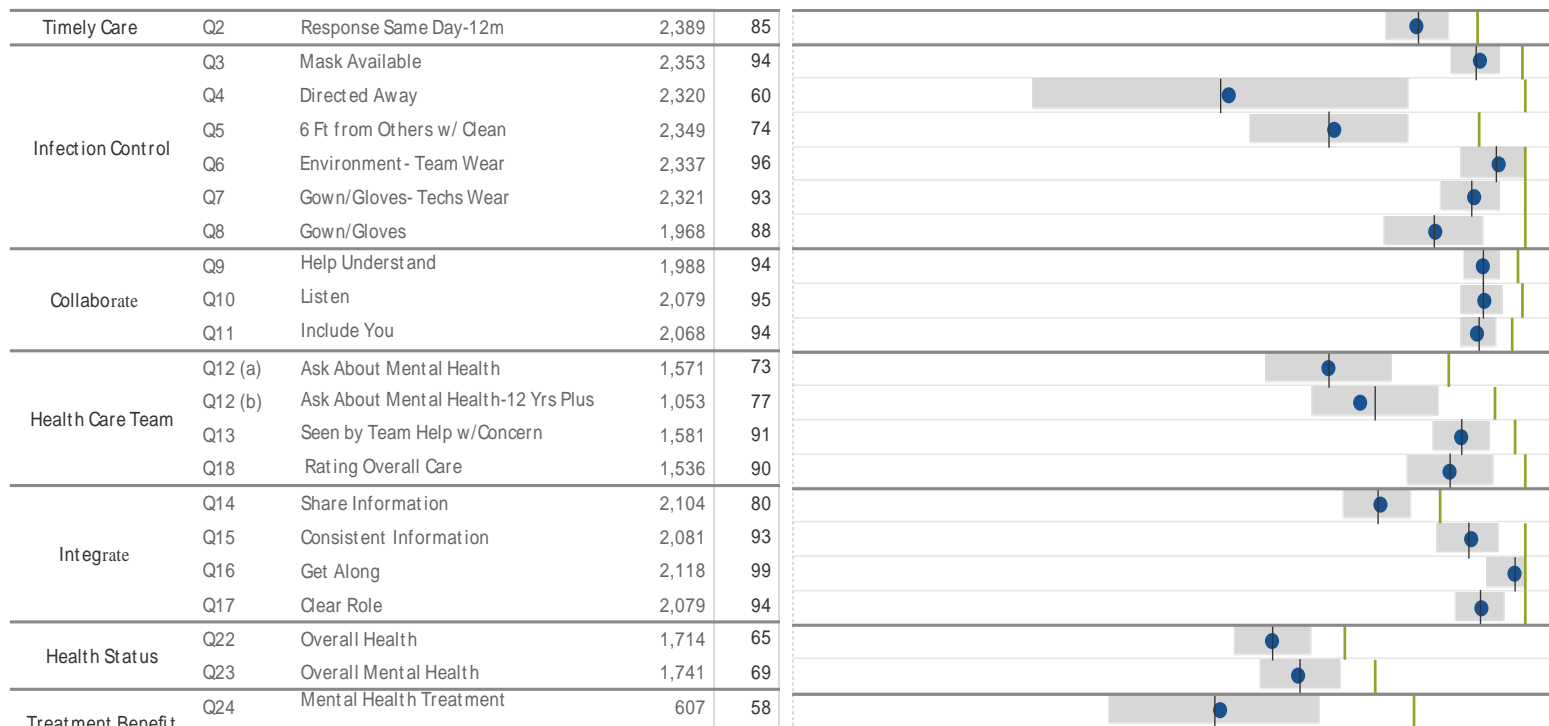 Timely Care Q2 Response Same Day-12m 2,389 85
Q3 Mask Available 2,353 94
Q4 Directed Away 2,320 60
Q5 6 Ft from Others w/ Clean 2,349 74
Infection Control
Q6 Environment- Team Wear 2,337 96
Q7 Gown/Gloves- Techs Wear 2,321 93
Q8 Gown/Gloves 1,968 88
Q9 Help Understand 1,988 94
Collaborate Q10 Listen 2,079 95
Q11 Include You 2,068 94
Q12 (a) Ask About Mental Health 1,571 73
Q12 (b) Ask About Mental Health-12 Yrs Plus 1,053 77
Health Care Team
Q13 Seen by Team Help w/Concern 1,581 91
Q18 Rating Overall Care 1,536 90
Q14 Share Information 2,104 80
Q15 Consistent Information 2,081 93
Integrate
Q16 Get Along 2,118 99
Q17 Clear Role 2,079 94
Q22 Overall Health 1,714 65
Health Status
Q23 Overall Mental Health 1,741 69
Q24 Mental Health Treatment 607 58
Treatment Benefit